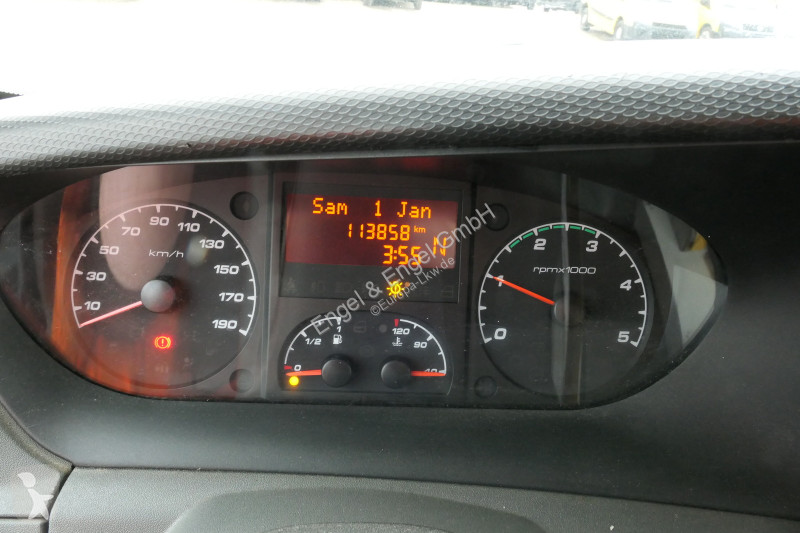 Sam 1 Jan
113858 km
3:55 N
10 30 50 70 90 110 130 150 170 190
km/h
0 1/2 1
120 90 40
0 1 2 3 4 5
rpmx1000
Engel & Engel GmbH
©Europa-Lkw.de